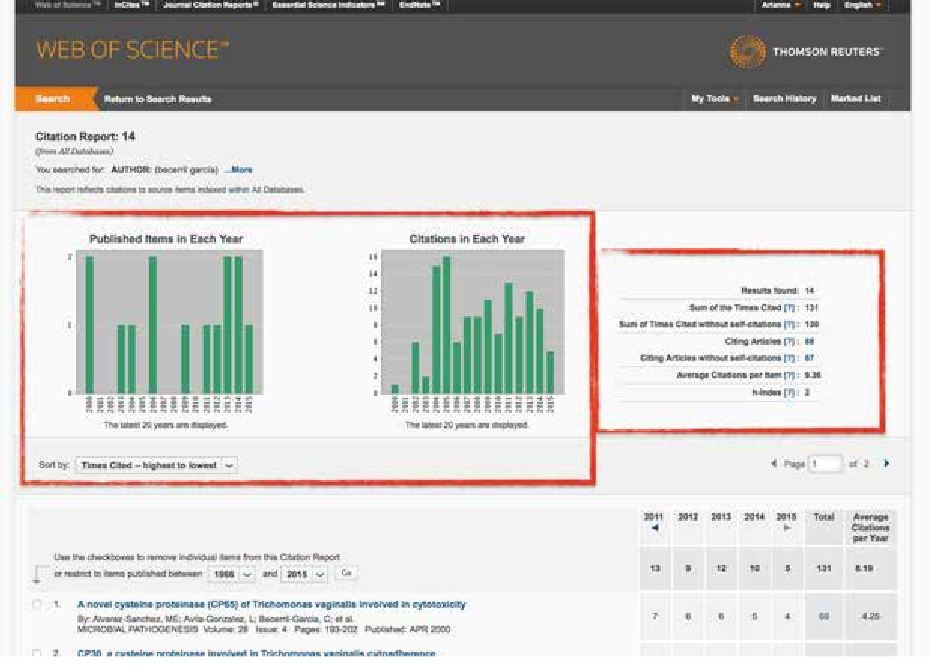 Web of Science™ InCites™ Journal Citation Reports® Essential Science Indicators℠ EndNote™ Arianna Help English
WEB OF SCIENCE™
THOMSON REUTERS™
Search Return to Search Results My Tools Search History Marked List
Citation Report: 14
(from All Databases)
You searched for: AUTHOR: (becerril garcia) ...More
This report reflects citations to source items indexed within All Databases.
Published Items in Each Year
2
1
0
2000 2001 2002 2003 2004 2005 2006 2007 2008 2009 2010 2011 2012 2013 2014 2015
The latest 20 years are displayed.
Citations in Each Year
16
14
12
10
8
6
4
2
0
2000 2001 2002 2003 2004 2005 2006 2007 2008 2009 2010 2011 2012 2013 2014 2015
The latest 20 years are displayed.
Results found: 14
Sum of the Times Cited [?] : 131
Sum of Times Cited without self-citations [?] : 130
Citing Articles [?] : 88
Citing Articles without self-citations [?] : 87
Average Citations per Item [?] : 9.36
h-index [?] : 3
Sort by: Times Cited -- highest to lowest
Page 1 of 2
2011 2012 2013 2014 2015 Total Average Citations per Year
Use the checkboxes to remove individual items from this Citation Report
or restrict to items published between 1966 and 2015 Go
13 9 12 10 5 131 8.19
1. A novel cysteine proteinase (CP65) of Trichomonas vaginalis involved in cytotoxicity
By: Alvarez-Sanchez, ME; Avila-Gonzalez, L; Becerril-Garcia, C; et al.
MICROBIAL PATHOGENESIS Volume: 28 Issue: 4 Pages: 193-202 Published: APR 2000
7 6 6 5 4 68 4.25
2. CP30, a cysteine proteinase involved in Trichomonas vaginalis cytoadherence